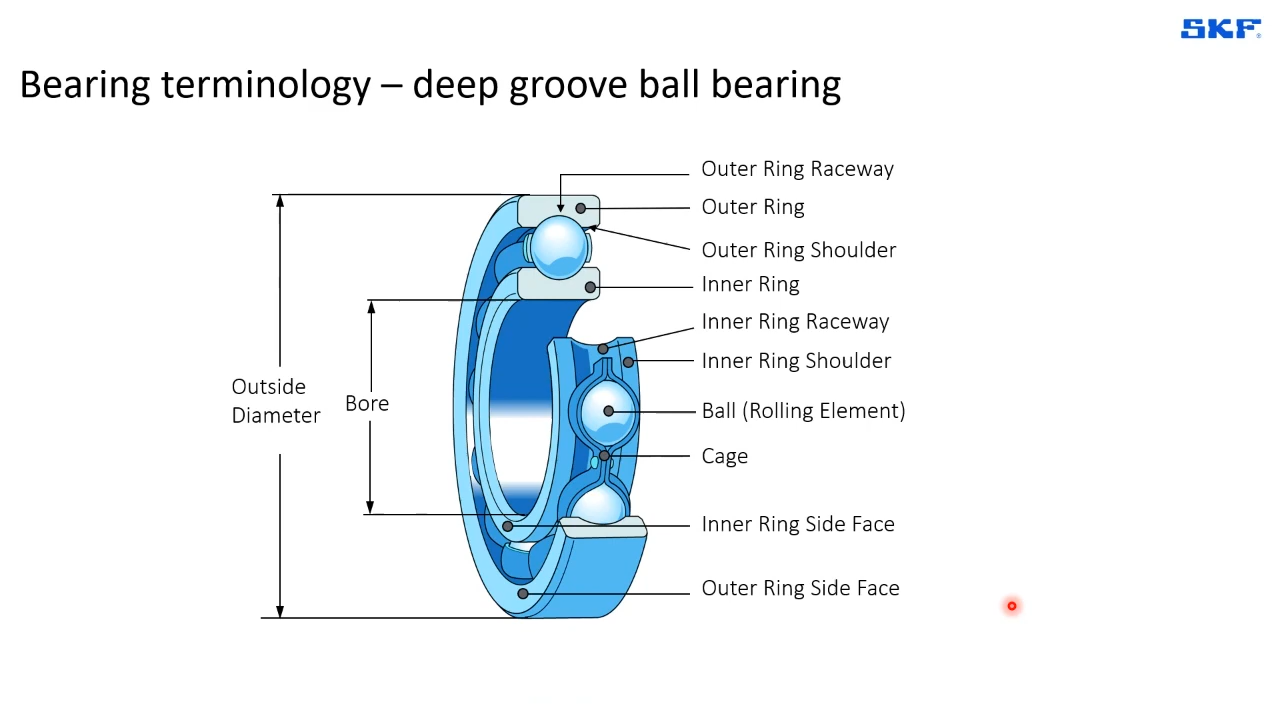 SKF
Bearing terminology – deep groove ball bearing
Outer Ring Raceway
Outer Ring
Outer Ring Shoulder
Inner Ring
Inner Ring Raceway
Inner Ring Shoulder
Outside
Diameter
Bore
Ball (Rolling Element)
Cage
Inner Ring Side Face
Outer Ring Side Face